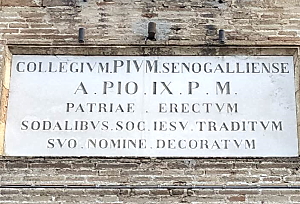 COLLEGIVM.PIVM.SENOGALLIENSE
A.PIO.IX.P.M.
PATRIAE.ERECTVM
SODALIBVS.SOC.IESV.TRADITVM
SVO.NOMINE.DECORATVM